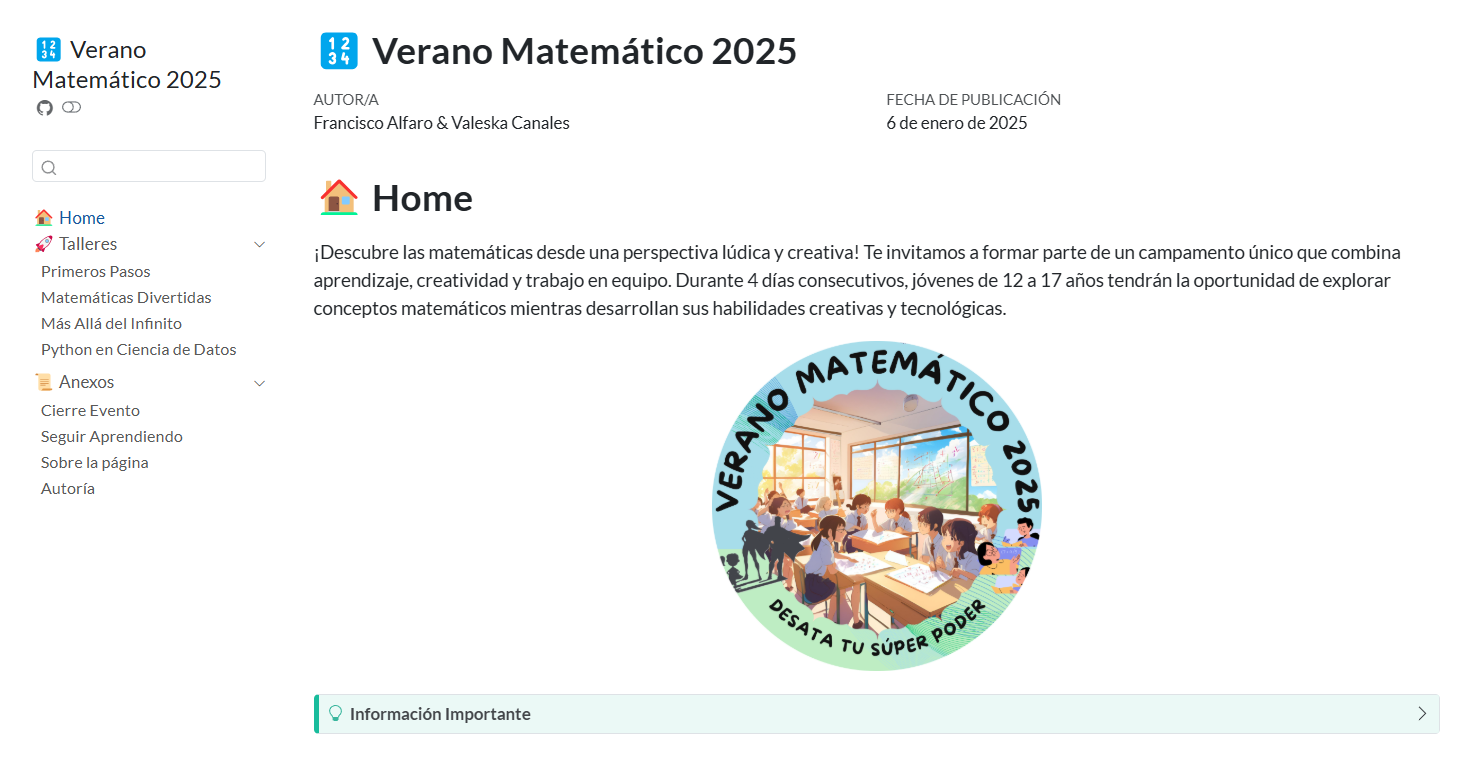 Verano
Matemático 2025
Home
Talleres
Primeros Pasos
Matemáticas Divertidas
Más Allá del Infinito
Python en Ciencia de Datos
Anexos
Cierre Evento
Seguir Aprendiendo
Sobre la página
Autoría
1234 Verano Matemático 2025
AUTOR/A
Francisco Alfaro & Valeska Canales
FECHA DE PUBLICACIÓN
6 de enero de 2025
Home
¡Descubre las matemáticas desde una perspectiva lúdica y creativa! Te invitamos a formar parte de un campamento único que combina
aprendizaje, creatividad y trabajo en equipo. Durante 4 días consecutivos, jóvenes de 12 a 17 años tendrán la oportunidad de explorar
conceptos matemáticos mientras desarrollan sus habilidades creativas y tecnológicas.
VERANO MATEMÁTICO 2025
DESATA TU SÚPER PODER
Información Importante